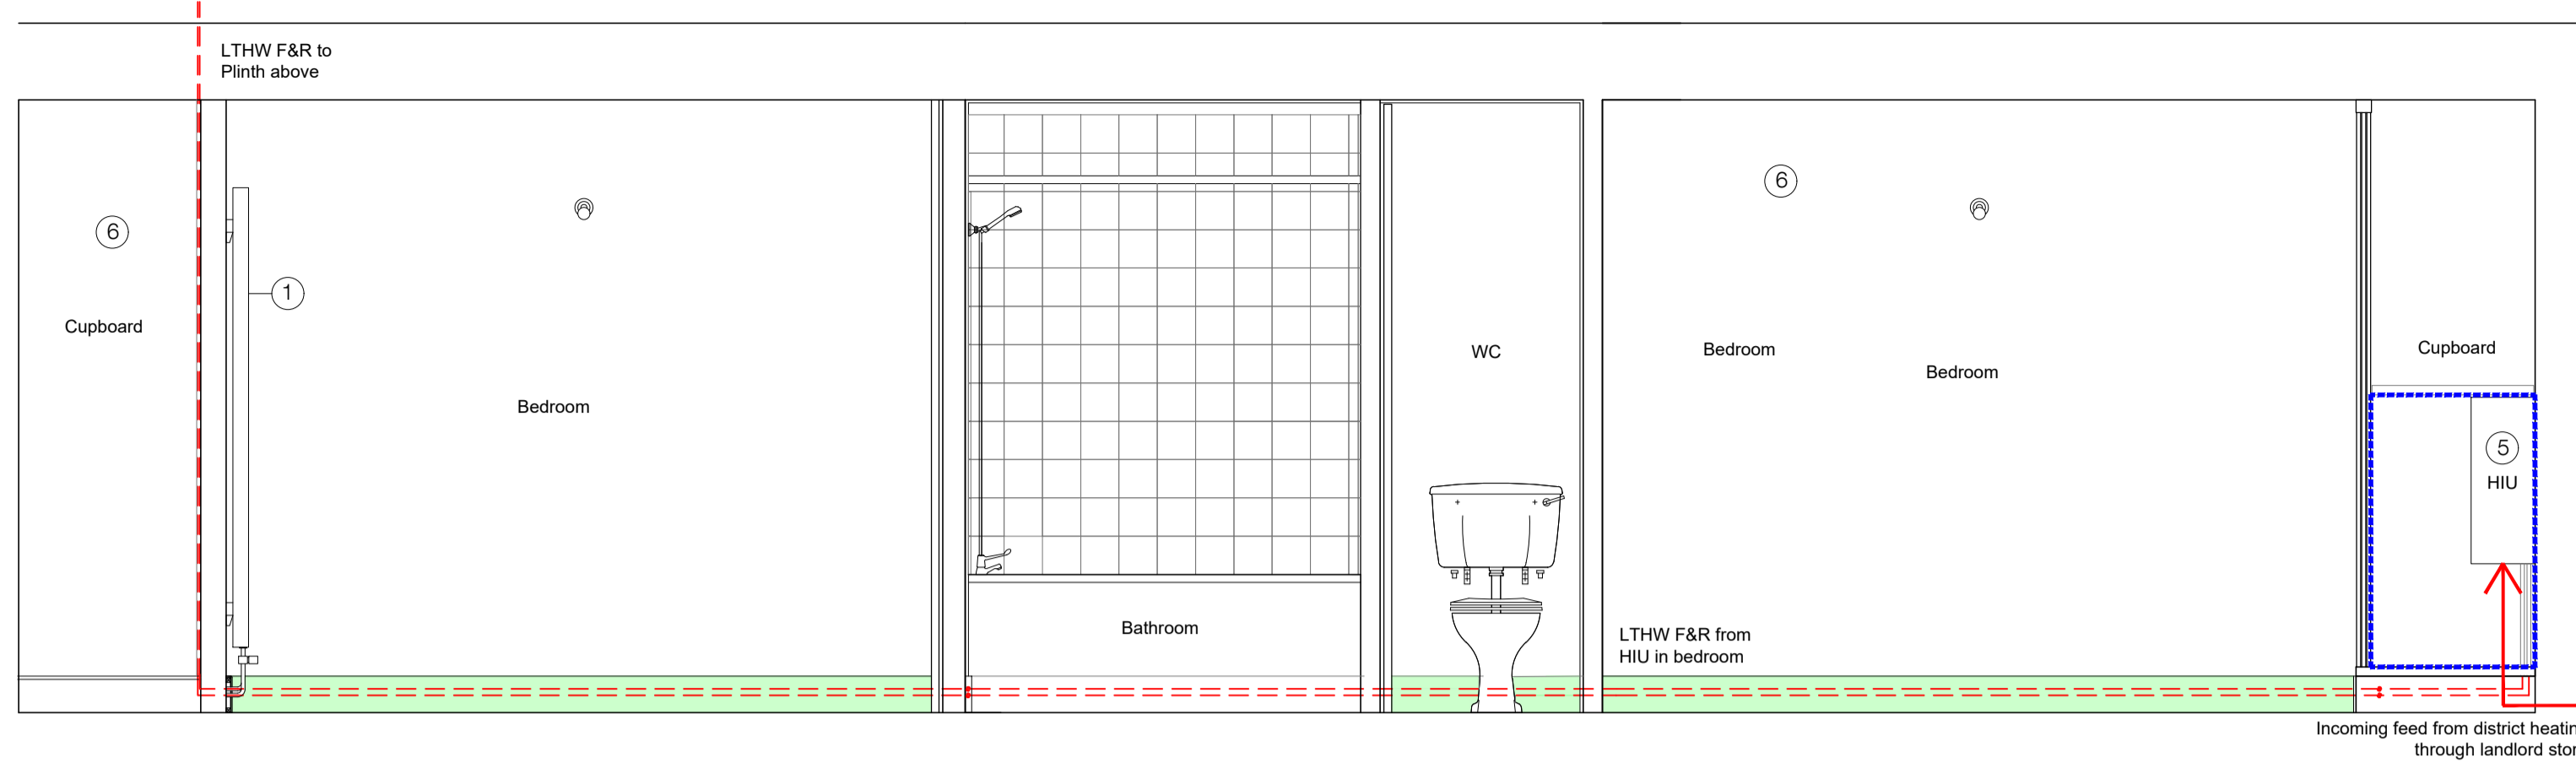 LTHW F&R to
Plinth above
6
1
Cupboard
Bedroom
Bathroom
WC
6
Bedroom
Bedroom
LTHW F&R from
HIU in bedroom
Cupboard
5
HIU
Incoming feed from district heatin
through landlord stor